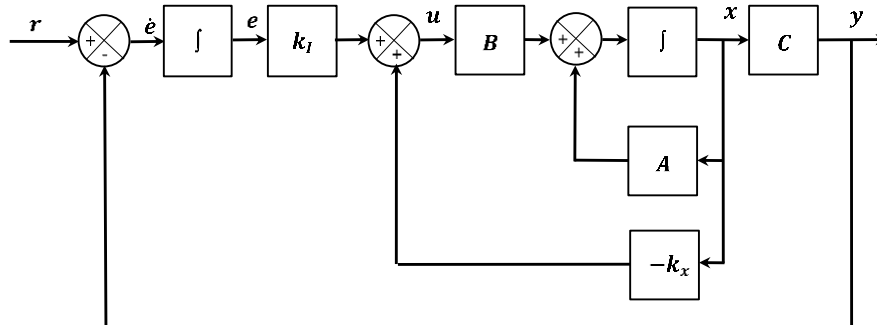 r
+
-
ė
∫
e
k_I
+
+
u
B
+
+
∫
x
C
y
A
−k_x